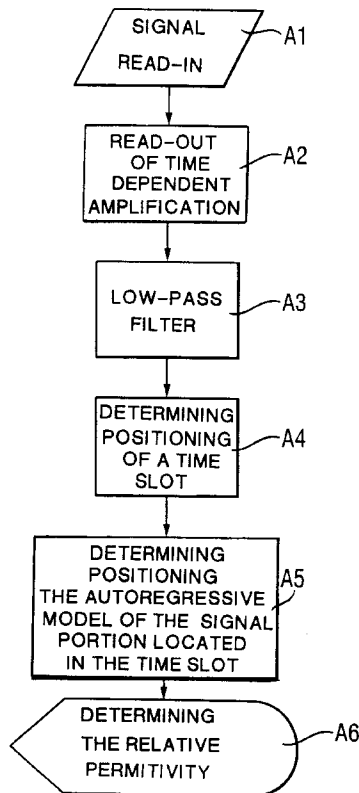 SIGNAL
READ-IN
A1
READ-OUT
OF TIME
DEPENDENT
AMPLIFICATION
A2
LOW-PASS
FILTER
A3
DETERMINING
POSITIONING
OF A TIME
SLOT
A4
DETERMINING
POSITIONING
THE AUTOREGRESSIVE
MODEL OF THE SIGNAL
PORTION LOCATED
IN THE TIME SLOT
A5
DETERMINING
THE RELATIVE
PERMITIVITY
A6